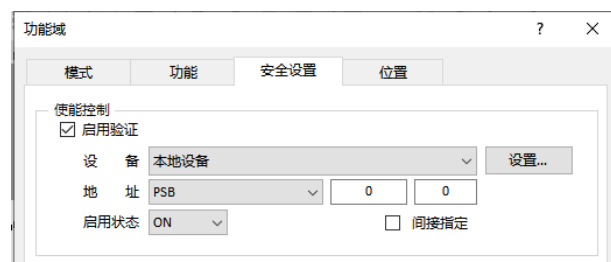 功能域 ?
模式 功能 安全设置 位置
使能控制
启用验证
设 备 本地设备 设置...
地 址 PSB 0 0
启用状态 ON 间接指定